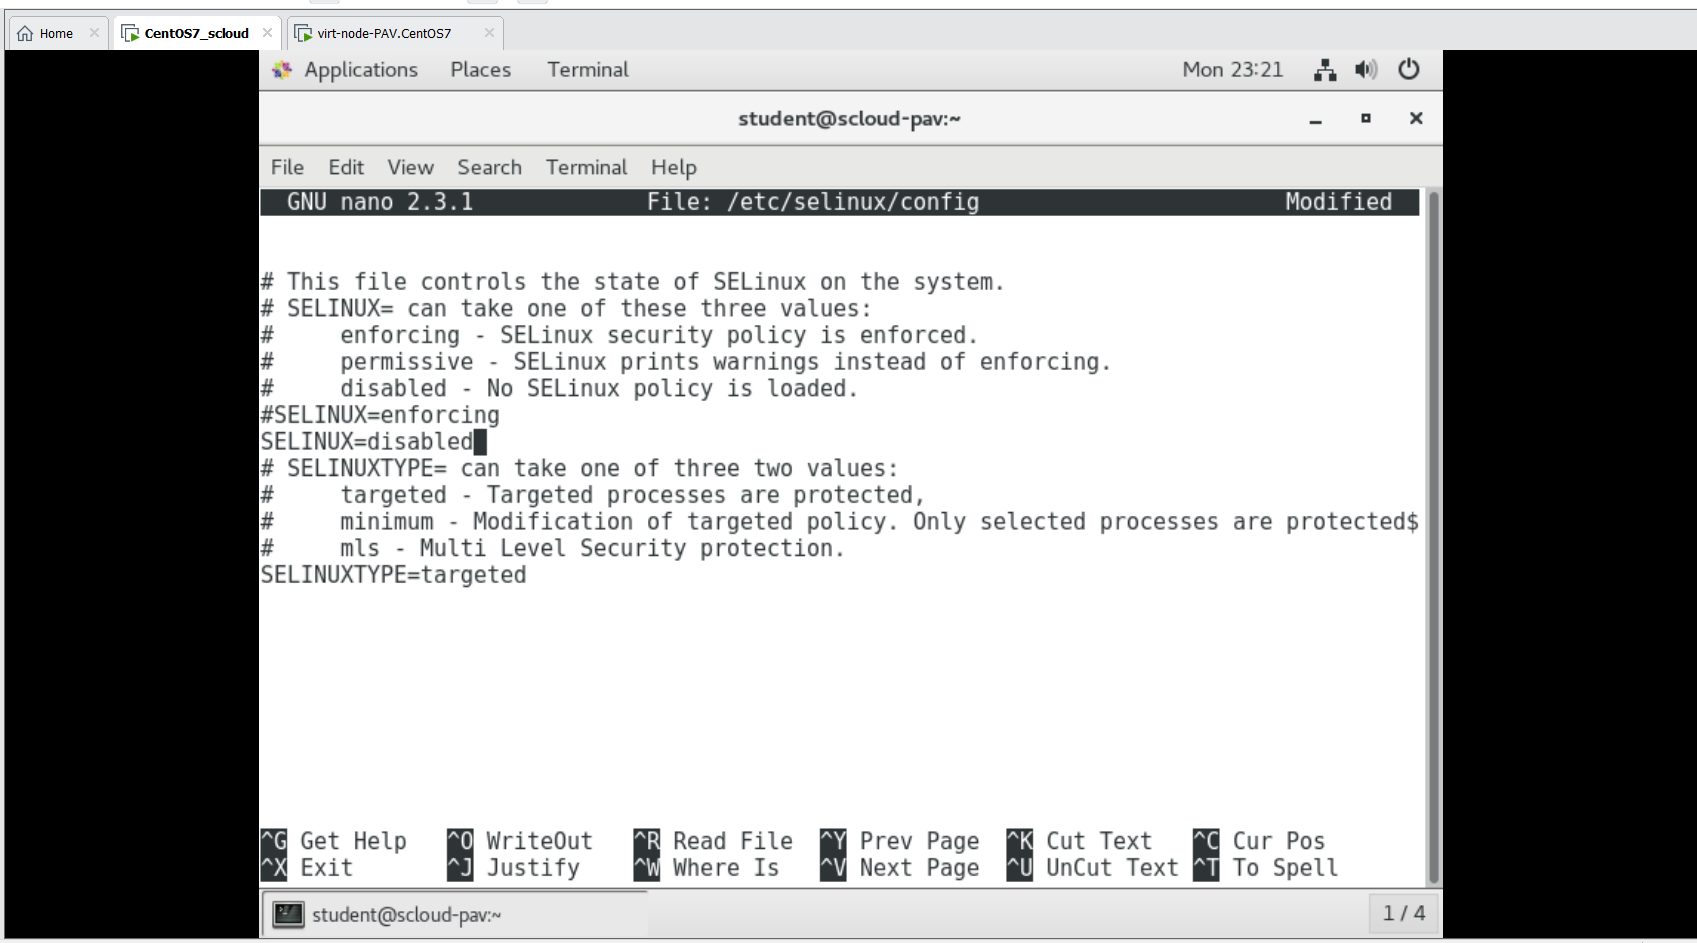 Home CentOS7_scloud virt-node-PAV.CentOS7
Applications Places Terminal Mon 23:21
student@scloud-pav:~
File Edit View Search Terminal Help
GNU nano 2.3.1 File: /etc/selinux/config Modified
# This file controls the state of SELinux on the system.
# SELINUX= can take one of these three values:
#     enforcing - SELinux security policy is enforced.
#     permissive - SELinux prints warnings instead of enforcing.
#     disabled - No SELinux policy is loaded.
#SELINUX=enforcing
SELINUX=disabled
# SELINUXTYPE= can take one of three two values:
#     targeted - Targeted processes are protected,
#     minimum - Modification of targeted policy. Only selected processes are protected$
#     mls - Multi Level Security protection.
SELINUXTYPE=targeted
^G Get Help ^O WriteOut ^R Read File ^Y Prev Page ^K Cut Text ^C Cur Pos
^X Exit ^J Justify ^W Where Is ^V Next Page ^U UnCut Text ^T To Spell
student@scloud-pav:~ 1 / 4